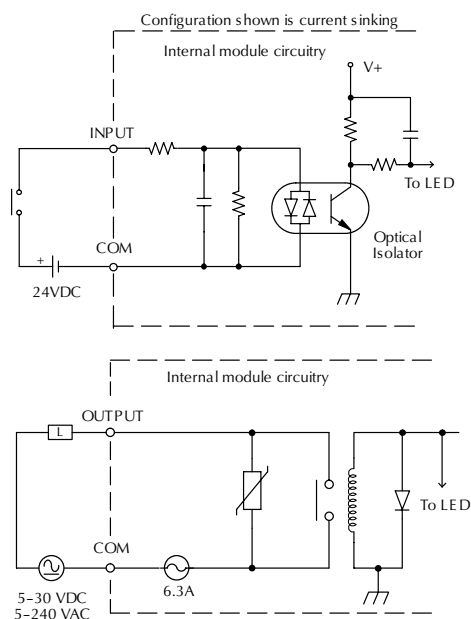 Configuration shown is current sinking
Internal module circuitry
V+
INPUT
To LED
COM
Optical
Isolator
+
24VDC
Internal module circuitry
OUTPUT
L
To LED
COM
6.3A
5–30 VDC
5–240 VAC